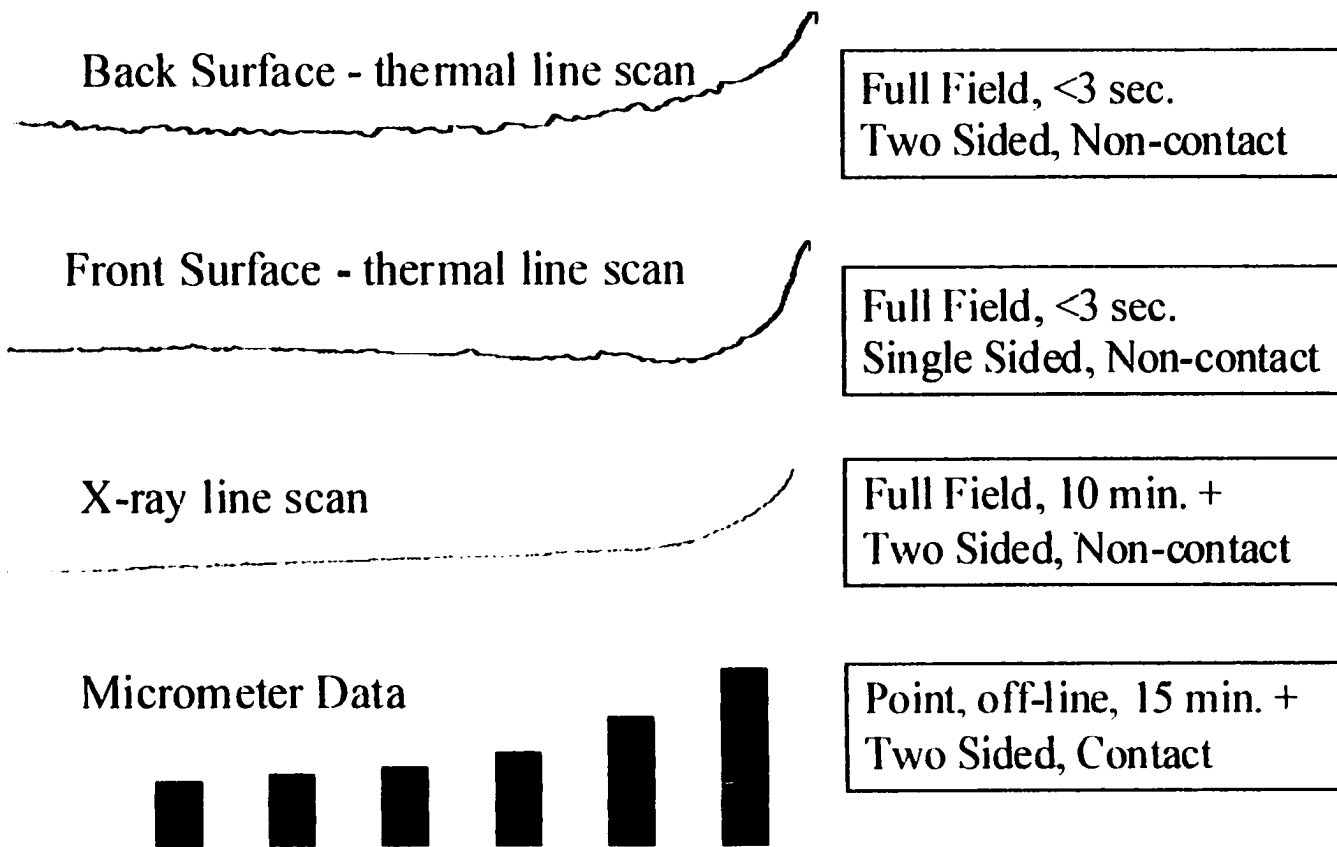 Back Surface - thermal line scan
Full Field, <3 sec.
Two Sided, Non-contact
Front Surface - thermal line scan
Full Field, <3 sec.
Single Sided, Non-contact
X-ray line scan
Full Field, 10 min. +
Two Sided, Non-contact
Micrometer Data
Point, off-line, 15 min. +
Two Sided, Contact